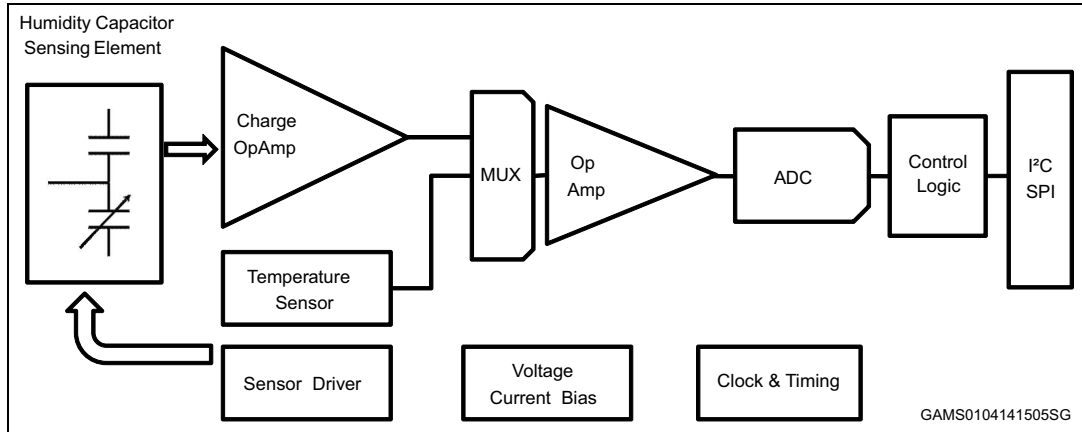 Humidity Capacitor
Sensing Element
Charge
OpAmp
MUX
Op
Amp
ADC
Control
Logic
I²C
SPI
Temperature
Sensor
Sensor Driver
Voltage
Current Bias
Clock & Timing
GAMS0104141505SG